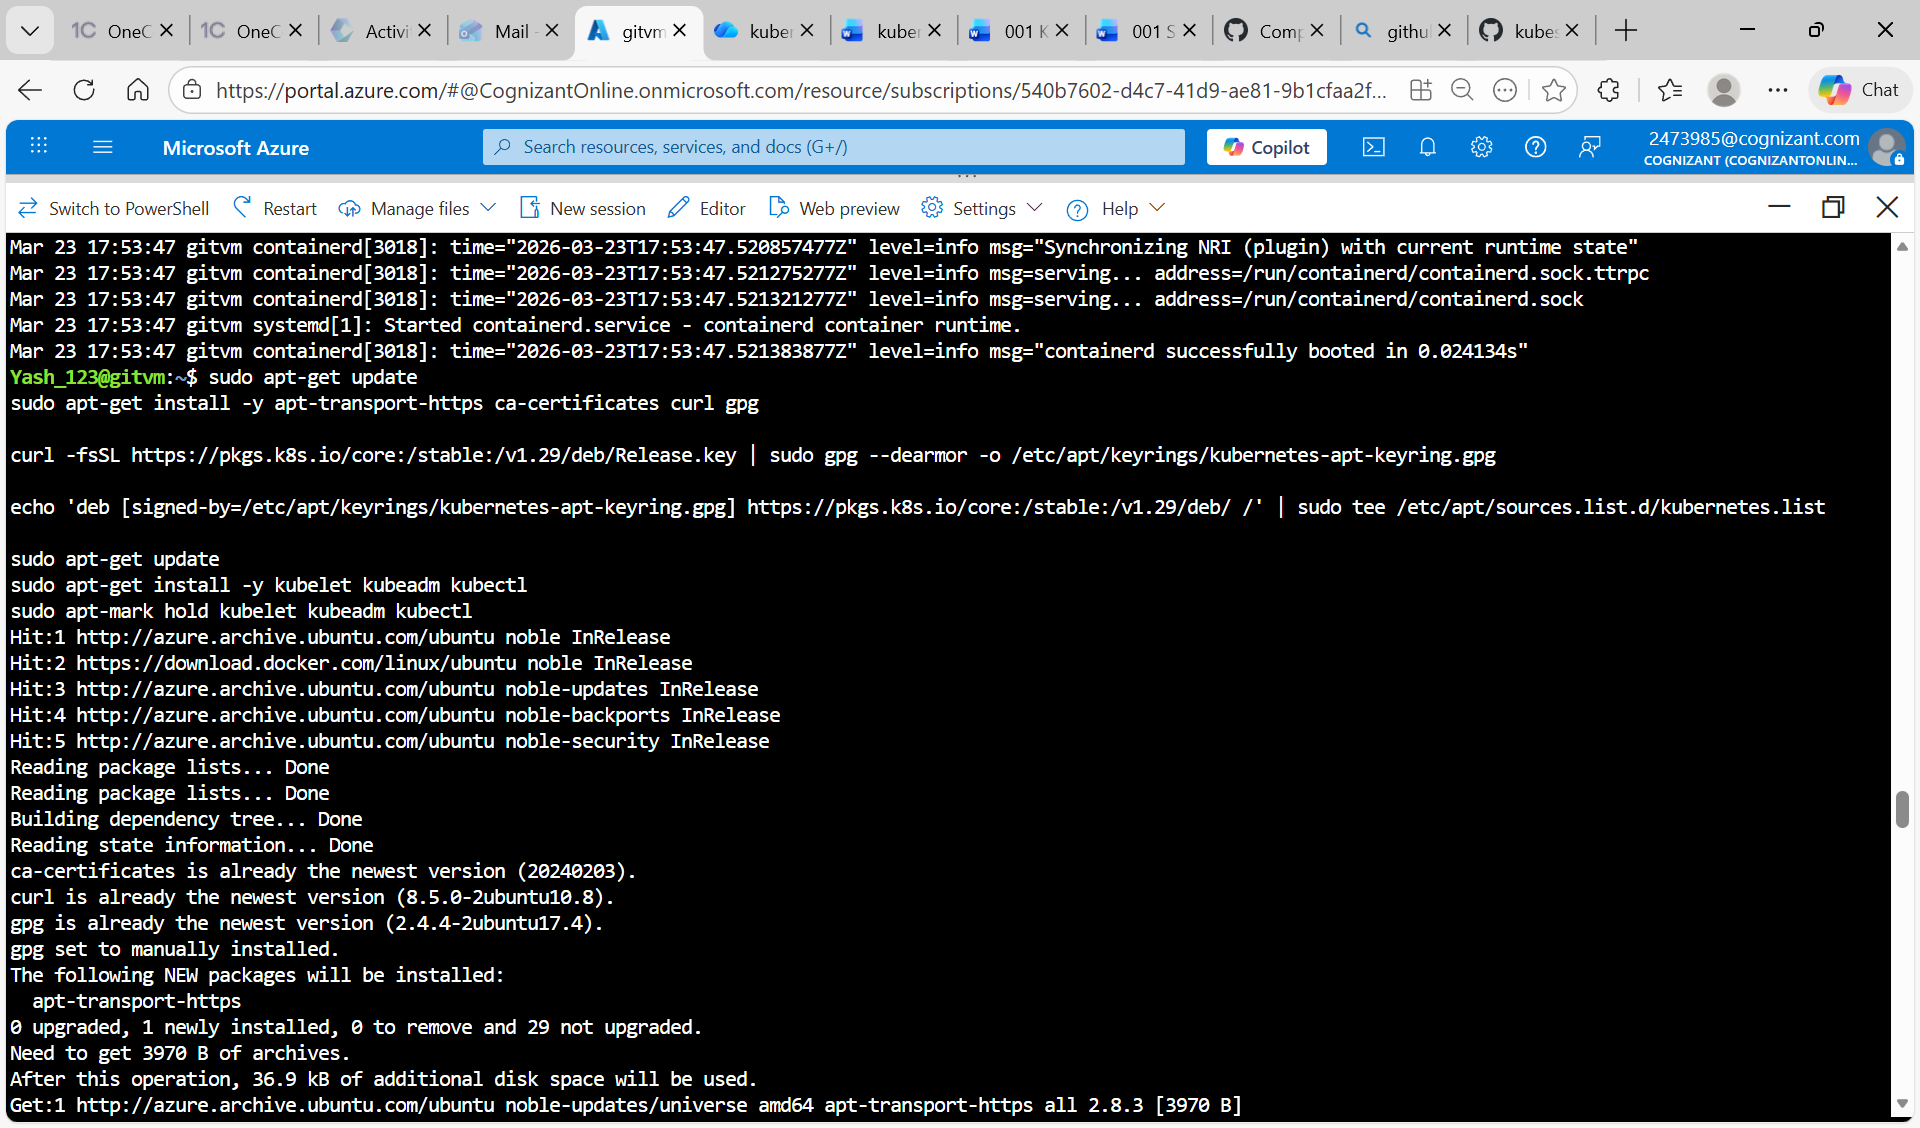 OneC
OneC
Activi
Mail -
gitvm
kuber
kuber
001 K
001 S
Comp
githul
kubes
https://portal.azure.com/#@CognizantOnline.onmicrosoft.com/resource/subscriptions/540b7602-d4c7-41d9-ae81-9b1cfaa2f...
Chat
Microsoft Azure
Search resources, services, and docs (G+/)
Copilot
2473985@cognizant.com
COGNIZANT (COGNIZANTONLIN...
Switch to PowerShell Restart Manage files New session Editor Web preview Settings Help
Mar 23 17:53:47 gitvm containerd[3018]: time="2026-03-23T17:53:47.520857477Z" level=info msg="Synchronizing NRI (plugin) with current runtime state"
Mar 23 17:53:47 gitvm containerd[3018]: time="2026-03-23T17:53:47.521275277Z" level=info msg=serving... address=/run/containerd/containerd.sock.ttrpc
Mar 23 17:53:47 gitvm containerd[3018]: time="2026-03-23T17:53:47.521321277Z" level=info msg=serving... address=/run/containerd/containerd.sock
Mar 23 17:53:47 gitvm systemd[1]: Started containerd.service - containerd container runtime.
Mar 23 17:53:47 gitvm containerd[3018]: time="2026-03-23T17:53:47.521383877Z" level=info msg="containerd successfully booted in 0.024134s"
Yash_123@gitvm:~$ sudo apt-get update
sudo apt-get install -y apt-transport-https ca-certificates curl gpg
curl -fsSL https://pkgs.k8s.io/core:/stable:/v1.29/deb/Release.key | sudo gpg --dearmor -o /etc/apt/keyrings/kubernetes-apt-keyring.gpg
echo 'deb [signed-by=/etc/apt/keyrings/kubernetes-apt-keyring.gpg] https://pkgs.k8s.io/core:/stable:/v1.29/deb/ /' | sudo tee /etc/apt/sources.list.d/kubernetes.list
sudo apt-get update
sudo apt-get install -y kubelet kubeadm kubectl
sudo apt-mark hold kubelet kubeadm kubectl
Hit:1 http://azure.archive.ubuntu.com/ubuntu noble InRelease
Hit:2 https://download.docker.com/linux/ubuntu noble InRelease
Hit:3 http://azure.archive.ubuntu.com/ubuntu noble-updates InRelease
Hit:4 http://azure.archive.ubuntu.com/ubuntu noble-backports InRelease
Hit:5 http://azure.archive.ubuntu.com/ubuntu noble-security InRelease
Reading package lists... Done
Reading package lists... Done
Building dependency tree... Done
Reading state information... Done
ca-certificates is already the newest version (20240203).
curl is already the newest version (8.5.0-2ubuntu10.8).
gpg is already the newest version (2.4.4-2ubuntu17.4).
gpg set to manually installed.
The following NEW packages will be installed:
apt-transport-https
0 upgraded, 1 newly installed, 0 to remove and 29 not upgraded.
Need to get 3970 B of archives.
After this operation, 36.9 kB of additional disk space will be used.
Get:1 http://azure.archive.ubuntu.com/ubuntu noble-updates/universe amd64 apt-transport-https all 2.8.3 [3970 B]